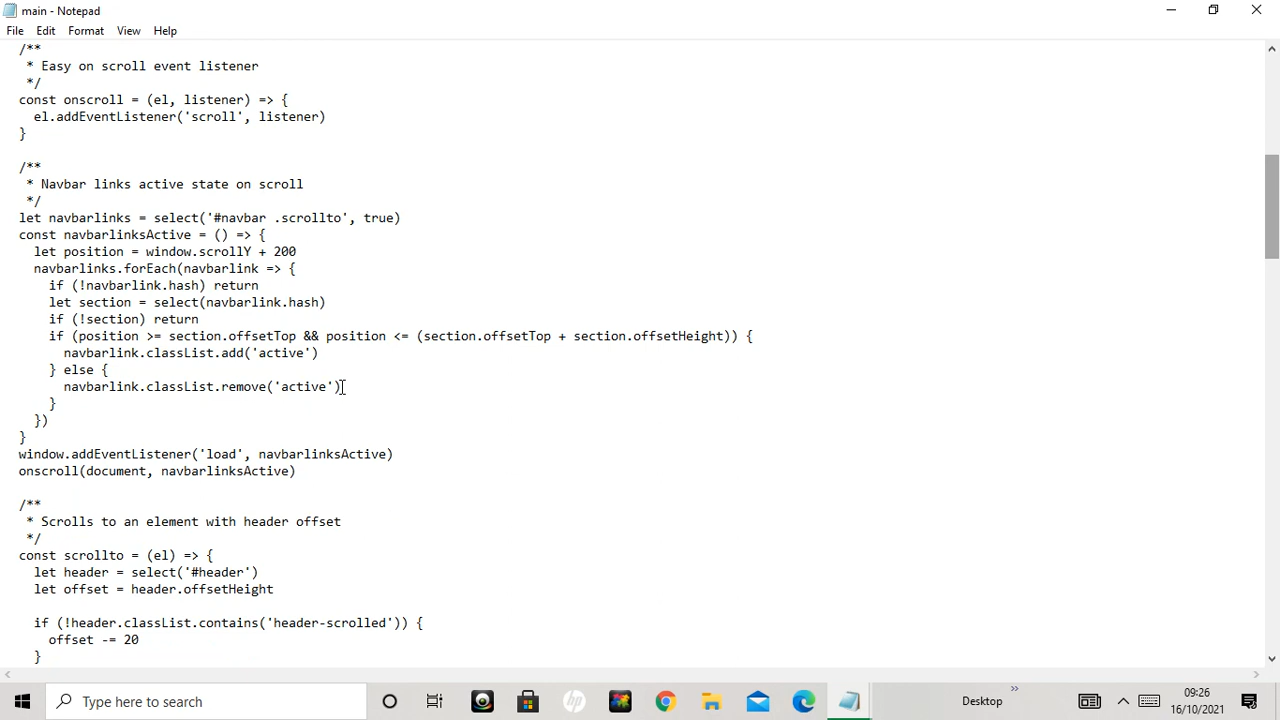 main - Notepad
File Edit Format View Help
/**
 * Easy on scroll event listener
 */
const onscroll = (el, listener) => {
  el.addEventListener('scroll', listener)
}

/**
 * Navbar links active state on scroll
 */
let navbarlinks = select('#navbar .scrollto', true)
const navbarlinksActive = () => {
  let position = window.scrollY + 200
  navbarlinks.forEach(navbarlink => {
    if (!navbarlink.hash) return
    let section = select(navbarlink.hash)
    if (!section) return
    if (position >= section.offsetTop && position <= (section.offsetTop + section.offsetHeight)) {
      navbarlink.classList.add('active')
    } else {
      navbarlink.classList.remove('active')
    }
  })
}
window.addEventListener('load', navbarlinksActive)
onscroll(document, navbarlinksActive)

/**
 * Scrolls to an element with header offset
 */
const scrollto = (el) => {
  let header = select('#header')
  let offset = header.offsetHeight

  if (!header.classList.contains('header-scrolled')) {
    offset -= 20
  }
Type here to search
hp
Desktop
09:26
16/10/2021